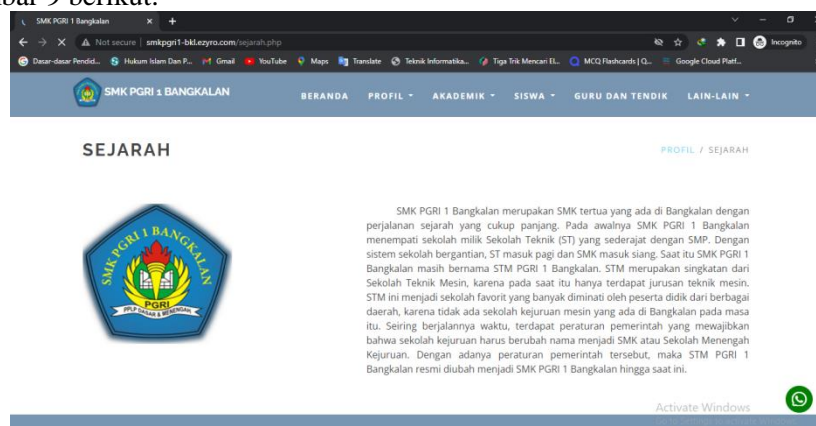 bar 9 berikut.
SMK PGRI 1 Bangkalan
Not secure | smkpgri1-bkl.ezyro.com/sejarah.php
Incognito
Dasar-dasar Pendid... Hukum Islam Dan P... Gmail YouTube Maps Translate Teknik Informatika... Tiga Trik Mencari El... MCQ Flashcards | Q... Google Cloud Platf...
SMK PGRI 1 BANGKALAN
BERANDA PROFIL AKADEMIK SISWA GURU DAN TENDIK LAIN-LAIN
SEJARAH
PROFIL / SEJARAH
SMK PGRI 1 BANGKALAN
PGRI
PPLP DASAR & MENENGAH
SMK PGRI 1 Bangkalan merupakan SMK tertua yang ada di Bangkalan dengan
perjalanan sejarah yang cukup panjang. Pada awalnya SMK PGRI 1 Bangkalan
menempati sekolah milik Sekolah Teknik (ST) yang sederajat dengan SMP. Dengan
sistem sekolah bergantian, ST masuk pagi dan SMK masuk siang. Saat itu SMK PGRI 1
Bangkalan masih bernama STM PGRI 1 Bangkalan. STM merupakan singkatan dari
Sekolah Teknik Mesin, karena pada saat itu hanya terdapat jurusan teknik mesin.
STM ini menjadi sekolah favorit yang banyak diminati oleh peserta didik dari berbagai
daerah, karena tidak ada sekolah kejuruan mesin yang ada di Bangkalan pada masa
itu. Seiring berjalannya waktu, terdapat peraturan pemerintah yang mewajibkan
bahwa sekolah kejuruan harus berubah nama menjadi SMK atau Sekolah Menengah
Kejuruan. Dengan adanya peraturan pemerintah tersebut, maka STM PGRI 1
Bangkalan resmi diubah menjadi SMK PGRI 1 Bangkalan hingga saat ini.
Activate Windows